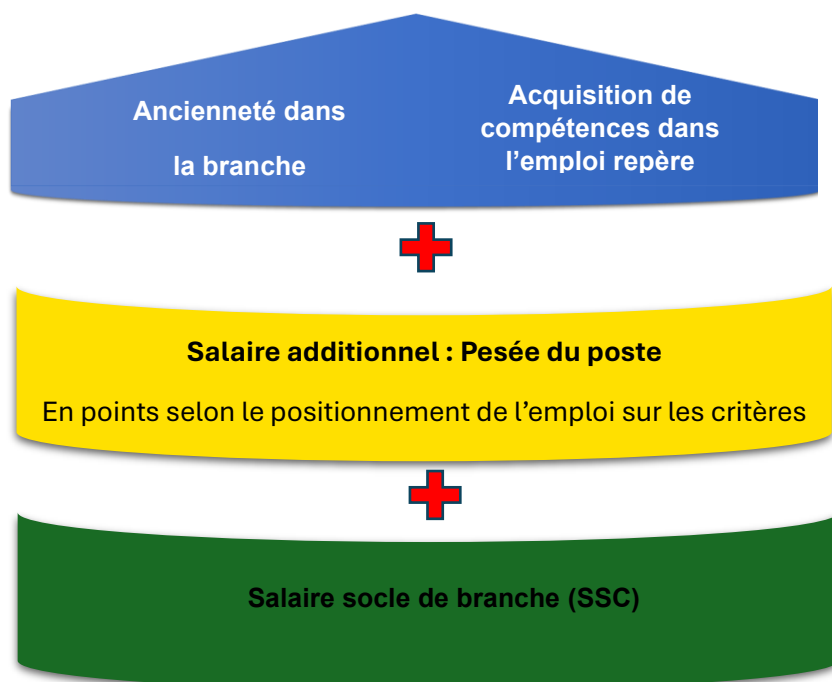 Ancienneté dans
la branche
Acquisition de
compétences dans
l’emploi repère
Salaire additionnel : Pesée du poste
En points selon le positionnement de l’emploi sur les critères
Salaire socle de branche (SSC)